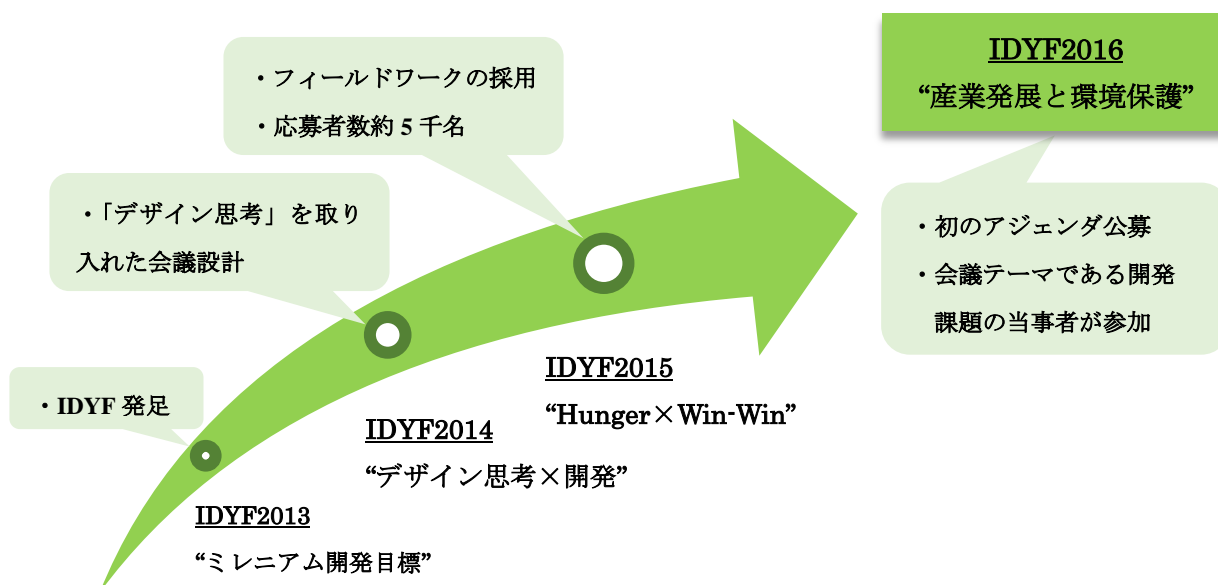 IDYF2016
“産業発展と環境保護”
・フィールドワークの採用
・応募者数約 5 千名
・「デザイン思考」を取り
入れた会議設計
・初のアジェンダ公募
・会議テーマである開発
課題の当事者が参加
・IDYF 発足
IDYF2015
“Hunger×Win-Win”
IDYF2014
“デザイン思考×開発”
IDYF2013
“ミレニアム開発目標”